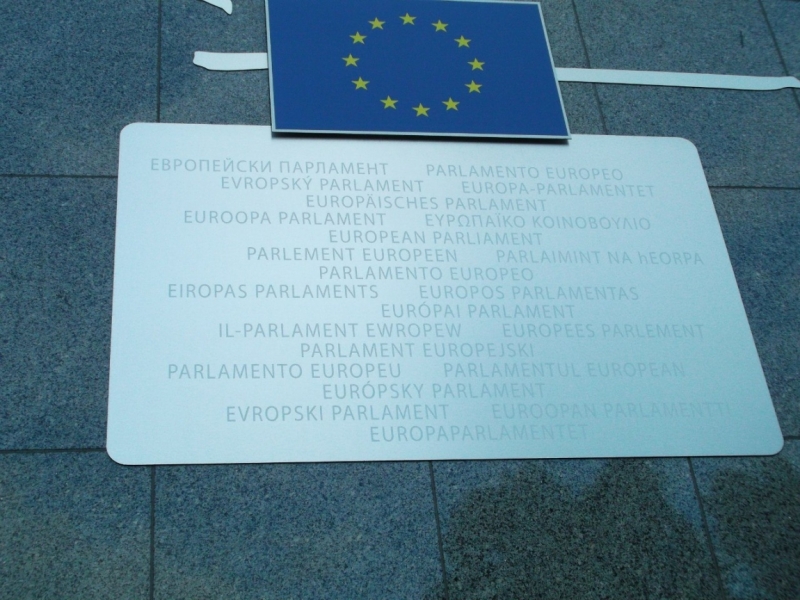 ЕВРОПЕЙСКИ ПАРЛАМЕНТ PARLAMENTO EUROPEO
EVROPSKÝ PARLAMENT EUROPA-PARLAMENTET
EUROPÄISCHES PARLAMENT
EUROOPA PARLAMENT ΕΥΡΩΠΑΪΚΟ ΚΟΙΝΟΒΟΥΛΙΟ
EUROPEAN PARLIAMENT
PARLEMENT EUROPEEN PARLAIMINT NA hEORPA
PARLAMENTO EUROPEO
EIROPAS PARLAMENTS EUROPOS PARLAMENTAS
EURÓPAI PARLAMENT
IL-PARLAMENT EWROPEW EUROPEES PARLEMENT
PARLAMENT EUROPEJSKI
PARLAMENTO EUROPEU PARLAMENTUL EUROPEAN
EURÓPSKY PARLAMENT
EVROPSKI PARLAMENT EUROOPAN PARLAMENTTI
EUROPAPARLAMENTET